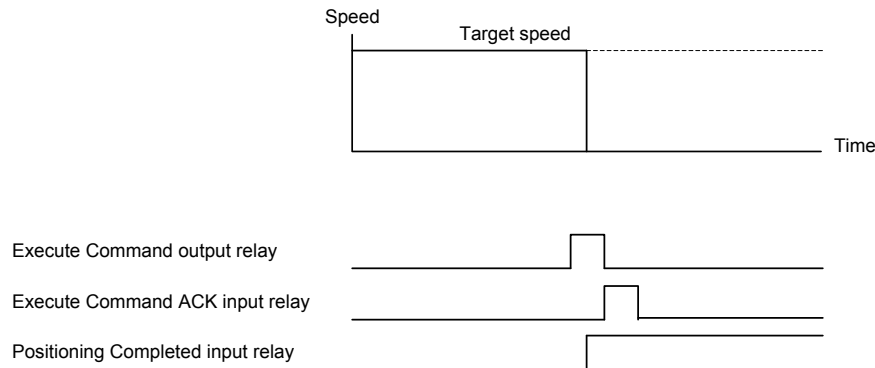 Speed
Target speed
Time
Execute Command output relay
Execute Command ACK input relay
Positioning Completed input relay